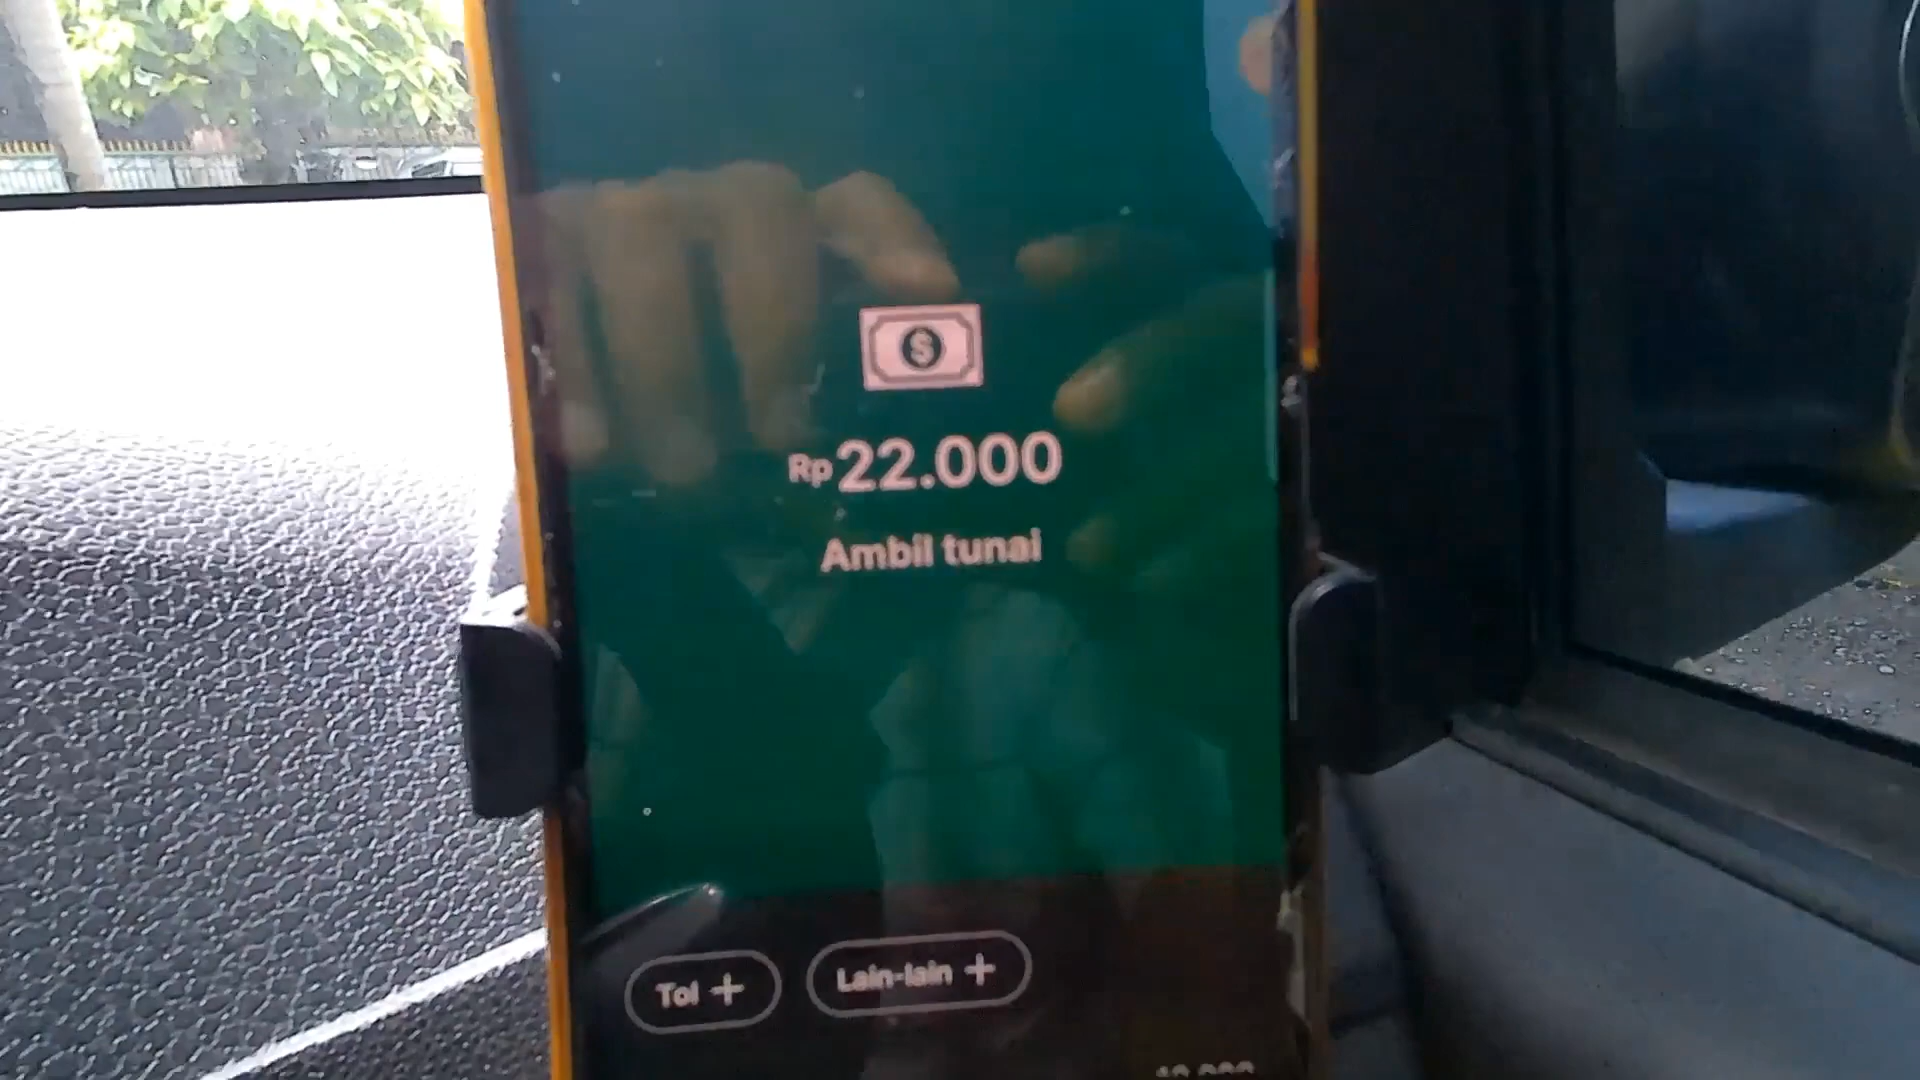 Rp22.000
Ambil tunai
Tol +
Lain-lain +